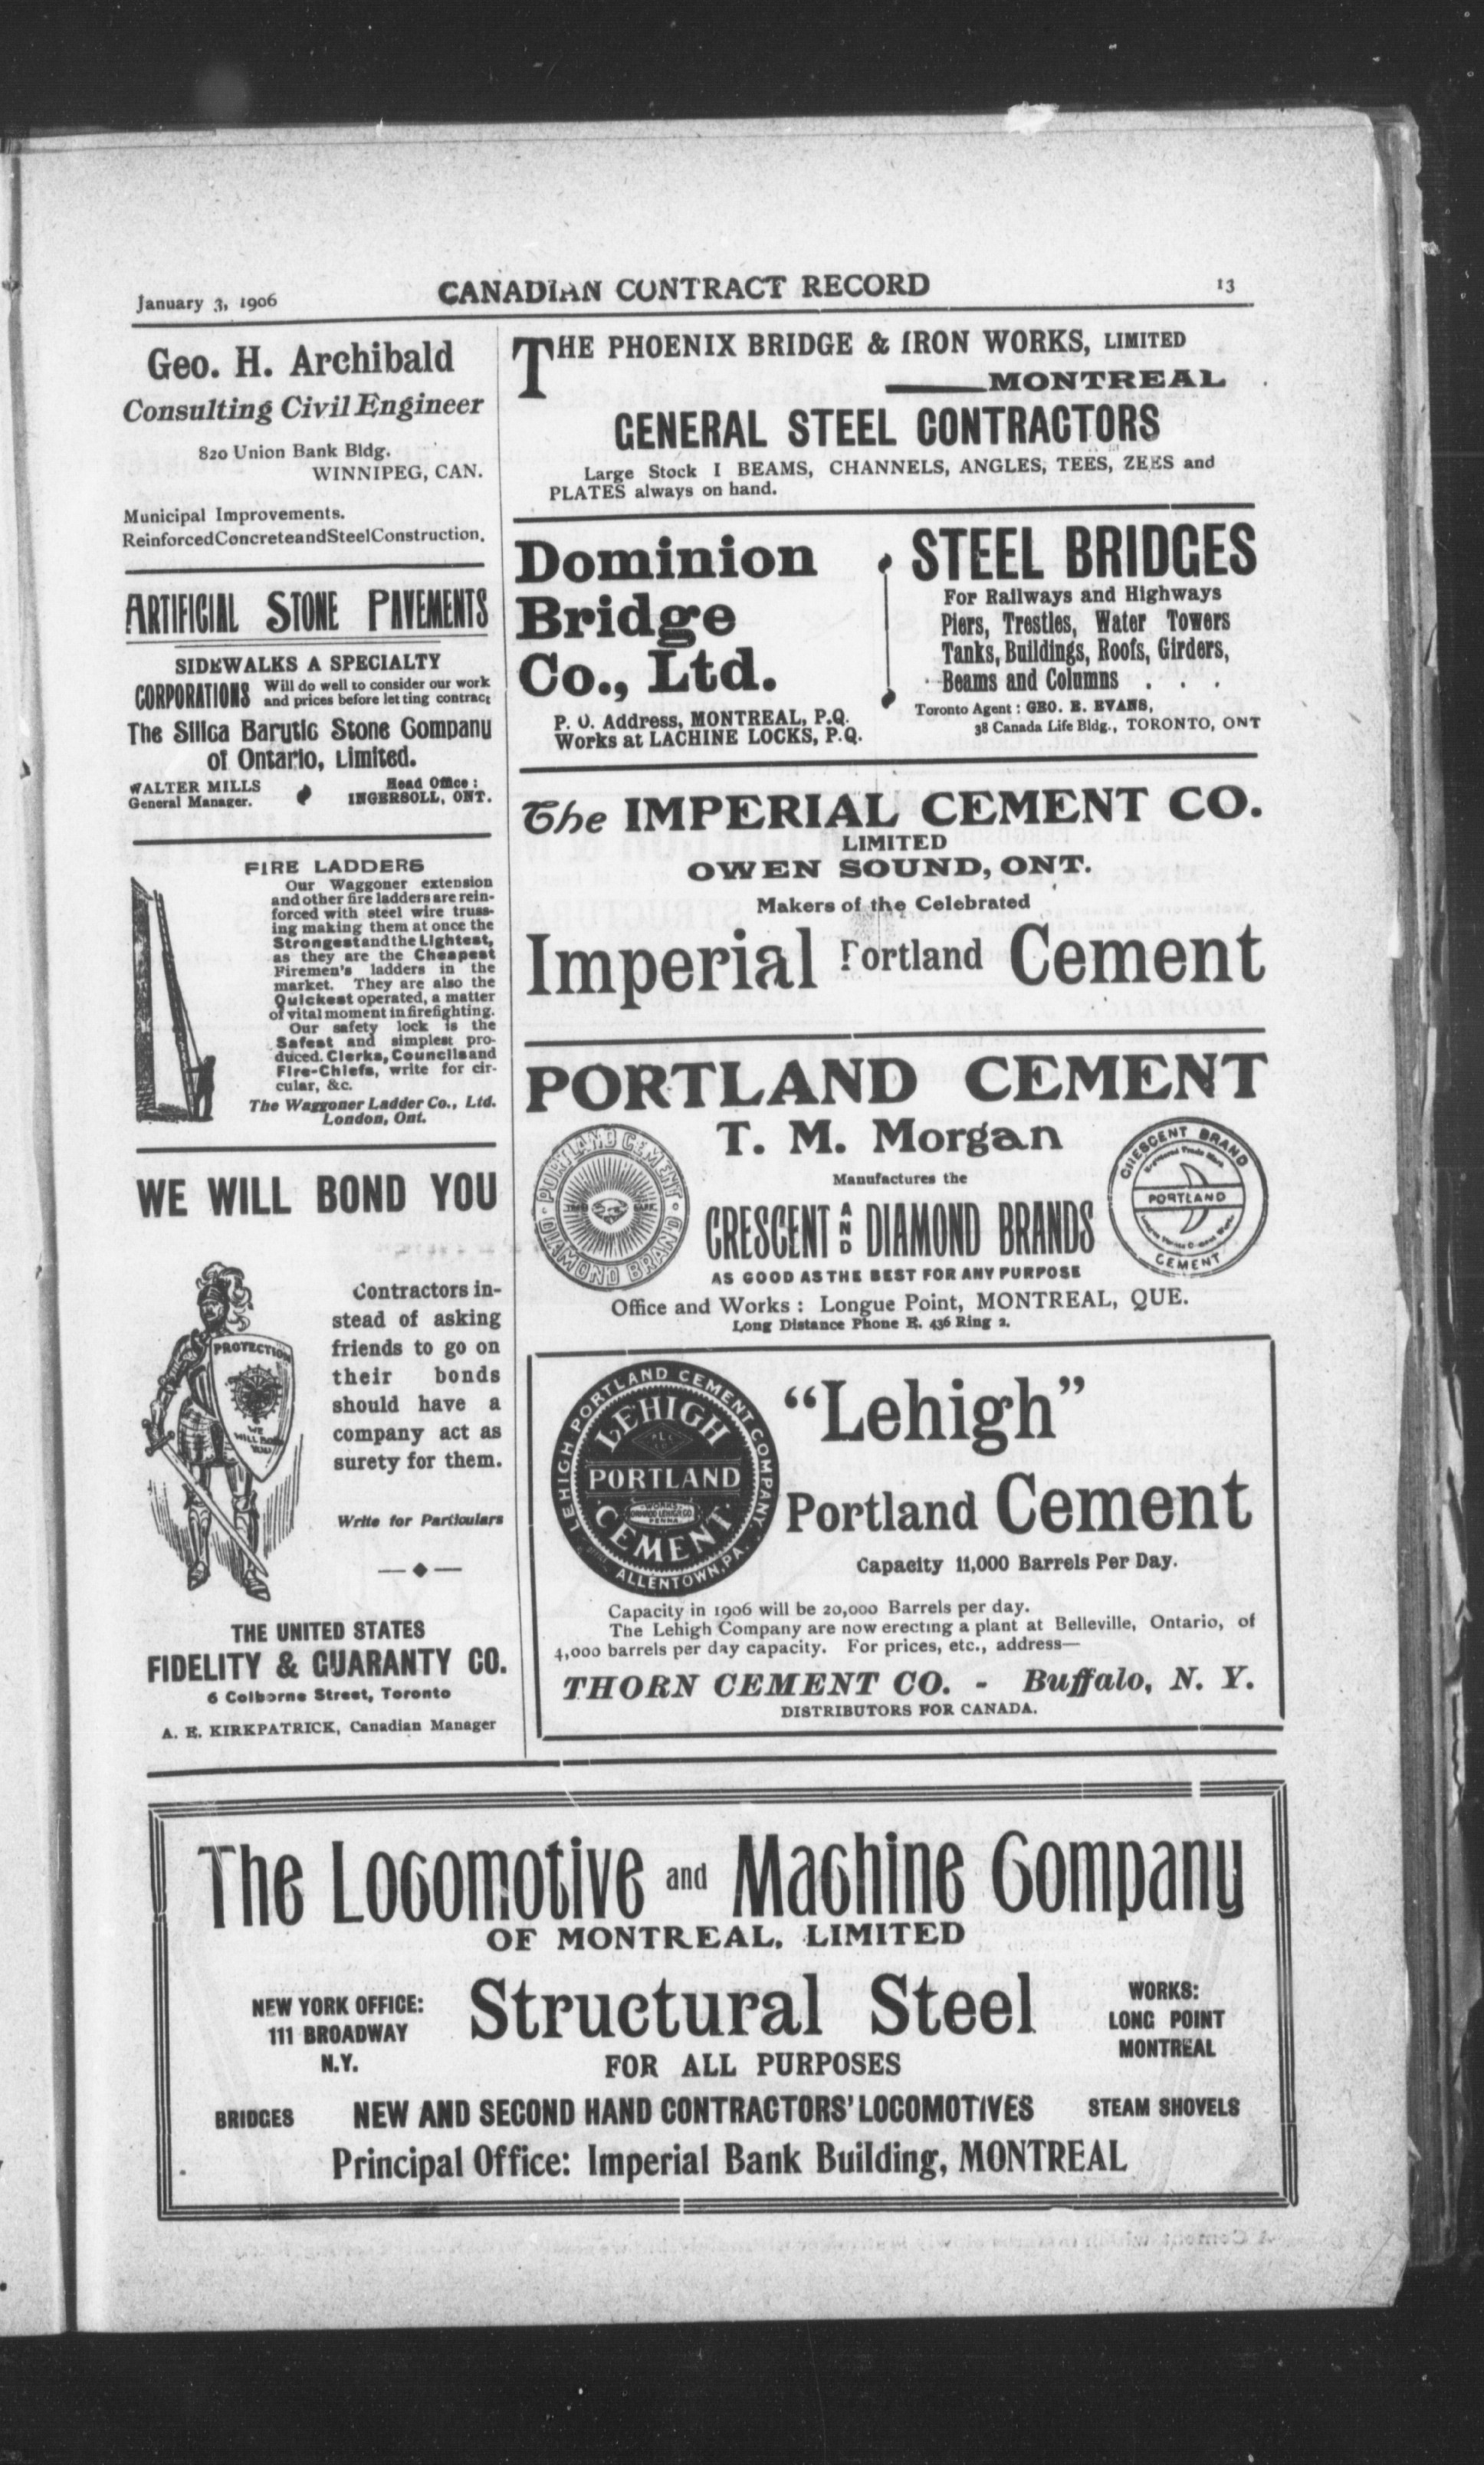 January 3, 1906
CANADIAN CONTRACT RECORD
13
Geo. H. Archibald
Consulting Civil Engineer
820 Union Bank Bldg.
WINNIPEG, CAN.
Municipal Improvements.
Reinforced Concrete and Steel Construction.
ARTIFICIAL STONE PAVEMENTS
SIDEWALKS A SPECIALTY
CORPORATIONS Will do well to consider our work
and prices before letting contract
The Silica Barytic Stone Company
of Ontario, Limited.
WALTER MILLS
General Manager.
Head Office:
INGERSOLL, ONT.
FIRE LADDERS
Our Waggoner extension
and other fire ladders are rein-
forced with steel wire truss-
ing making them at once the
Strongest and the Lightest,
as they are the Cheapest
Firemen's ladders in the
market. They are also the
Quickest operated, a matter
of vital moment in firefighting.
Our safety lock is the
Safest and simplest pro-
duced. Clerks, Councils and
Fire-Chiefs, write for cir-
cular, &c.
The Waggoner Ladder Co., Ltd.
London, Ont.
WE WILL BOND YOU
PROTECTION
WE
WILL BOND
YOU
Contractors in-
stead of asking
friends to go on
their bonds
should have a
company act as
surety for them.
Write for Particulars
THE UNITED STATES
FIDELITY & GUARANTY CO.
6 Colborne Street, Toronto
A. E. KIRKPATRICK, Canadian Manager
THE PHOENIX BRIDGE & IRON WORKS, LIMITED
MONTREAL
GENERAL STEEL CONTRACTORS
Large Stock I BEAMS, CHANNELS, ANGLES, TEES, ZEES and
PLATES always on hand.
Dominion
Bridge
Co., Ltd.
P. O. Address, MONTREAL, P.Q.
Works at LACHINE LOCKS, P.Q.
STEEL BRIDGES
For Railways and Highways
Piers, Trestles, Water Towers
Tanks, Buildings, Roofs, Girders,
Beams and Columns . . .
Toronto Agent: GEO. E. EVANS,
38 Canada Life Bldg., TORONTO, ONT
The IMPERIAL CEMENT CO.
LIMITED
OWEN SOUND, ONT.
Makers of the Celebrated
Imperial Portland Cement
PORTLAND CEMENT
T. M. Morgan
Manufactures the
CRESCENT AND DIAMOND BRANDS
AS GOOD AS THE BEST FOR ANY PURPOSE
Office and Works: Longue Point, MONTREAL, QUE.
Long Distance Phone E. 436 Ring 2.
PORTLAND CEMENT
DIAMOND BRAND
CRESCENT BRAND
PORTLAND
CEMENT
LEHIGH PORTLAND CEMENT COMPANY.
LEHIGH
PORTLAND
CEMENT
ALLENTOWN, PA.
"Lehigh"
Portland Cement
Capacity 11,000 Barrels Per Day.
Capacity in 1906 will be 20,000 Barrels per day.
The Lehigh Company are now erecting a plant at Belleville, Ontario, of
4,000 barrels per day capacity. For prices, etc., address—
THORN CEMENT CO. - Buffalo, N. Y.
DISTRIBUTORS FOR CANADA.
The Locomotive and Machine Company
OF MONTREAL, LIMITED
NEW YORK OFFICE:
111 BROADWAY
N.Y.
Structural Steel
FOR ALL PURPOSES
WORKS:
LONG POINT
MONTREAL
BRIDGES
NEW AND SECOND HAND CONTRACTORS' LOCOMOTIVES
STEAM SHOVELS
Principal Office: Imperial Bank Building, MONTREAL